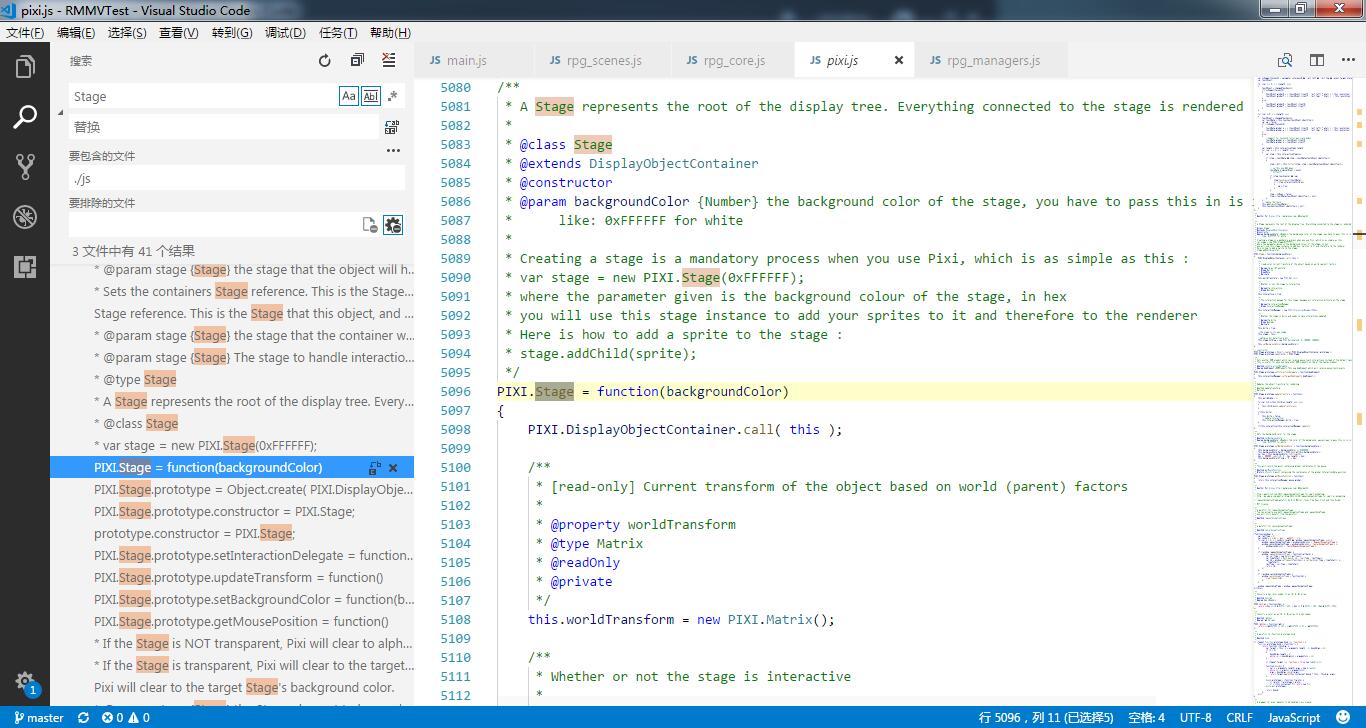 pixi.js - RMMVTest - Visual Studio Code
文件(F) 编辑(E) 选择(S) 查看(V) 转到(G) 调试(D) 任务(T) 帮助(H)
搜索
JS main.js JS rpg_scenes.js JS rpg_core.js JS pixi.js JS rpg_managers.js
Stage
Aa Abl .*
替换
要包含的文件
./js
要排除的文件
3 文件中有 41 个结果
* @param stage {Stage} the stage that the object will h...
* Sets the containers Stage reference. This is the Stage...
Stage reference. This is the Stage that this object, and ...
* @param stage {Stage} the stage that the container w...
* @param stage {Stage} The stage to handle interactio...
* @type Stage
* A Stage represents the root of the display tree. Every...
* @class Stage
* var stage = new PIXI.Stage(0xFFFFFF);
PIXI.Stage = function(backgroundColor)
PIXI.Stage.prototype = Object.create( PIXI.DisplayObje...
PIXI.Stage.prototype.constructor = PIXI.Stage;
prototype.constructor = PIXI.Stage;
PIXI.Stage.prototype.setInteractionDelegate = function...
PIXI.Stage.prototype.updateTransform = function()
PIXI.Stage.prototype.setBackgroundColor = function(b...
PIXI.Stage.prototype.getMousePosition = function()
* If the Stage is NOT transparent, Pixi will clear to alph...
* If the Stage is transparent, Pixi will clear to the target...
Pixi will clear to the target Stage's background color.
5080 /**
5081 * A Stage represents the root of the display tree. Everything connected to the stage is rendered
5082 *
5083 * @class Stage
5084 * @extends DisplayObjectContainer
5085 * @constructor
5086 * @param backgroundColor {Number} the background color of the stage, you have to pass this in is
5087 * like: 0xFFFFFF for white
5088 *
5089 * Creating a stage is a mandatory process when you use Pixi, which is as simple as this :
5090 * var stage = new PIXI.Stage(0xFFFFFF);
5091 * where the parameter given is the background colour of the stage, in hex
5092 * you will use this stage instance to add your sprites to it and therefore to the renderer
5093 * Here is how to add a sprite to the stage :
5094 * stage.addChild(sprite);
5095 */
5096 PIXI.Stage = function(backgroundColor)
5097 {
5098 PIXI.DisplayObjectContainer.call( this );
5099
5100 /**
5101 * [read-only] Current transform of the object based on world (parent) factors
5102 *
5103 * @property worldTransform
5104 * @type Matrix
5105 * @readOnly
5106 * @private
5107 */
5108 this.worldTransform = new PIXI.Matrix();
5109
5110 /**
5111 * Whether or not the stage is interactive
5112 *
1
master 0 0 行 5096，列 11 (已选择5) 空格: 4 UTF-8 CRLF JavaScript